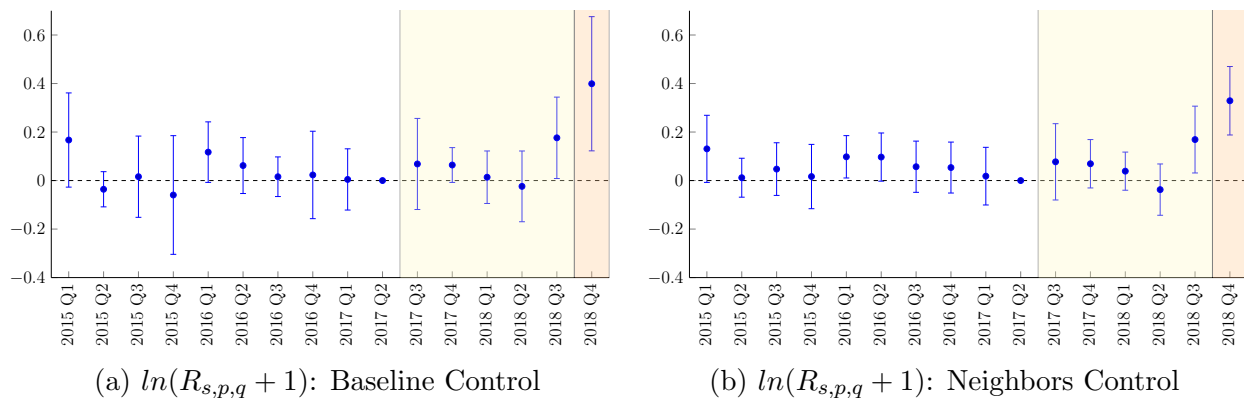 0.6
0.4
0.2
0
−0.2
−0.4
2015 Q1
2015 Q2
2015 Q3
2015 Q4
2016 Q1
2016 Q2
2016 Q3
2016 Q4
2017 Q1
2017 Q2
2017 Q3
2017 Q4
2018 Q1
2018 Q2
2018 Q3
2018 Q4
(a) ln(R_{s,p,q} + 1): Baseline Control
0.6
0.4
0.2
0
−0.2
−0.4
2015 Q1
2015 Q2
2015 Q3
2015 Q4
2016 Q1
2016 Q2
2016 Q3
2016 Q4
2017 Q1
2017 Q2
2017 Q3
2017 Q4
2018 Q1
2018 Q2
2018 Q3
2018 Q4
(b) ln(R_{s,p,q} + 1): Neighbors Control